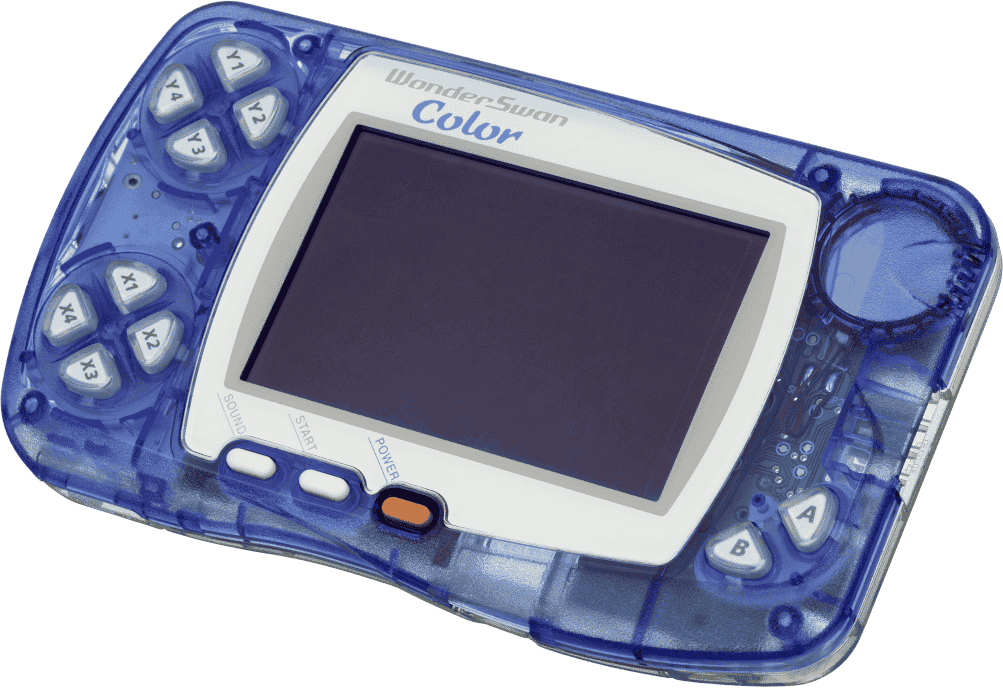 WonderSwan
Color
Y1
Y4
Y2
Y3
X1
X4
X2
X3
SOUND
START
POWER
A
B